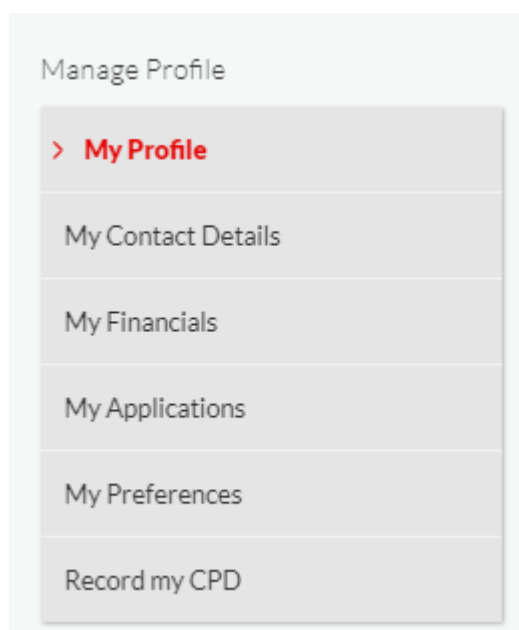 Manage Profile
My Profile
My Contact Details
My Financials
My Applications
My Preferences
Record my CPD